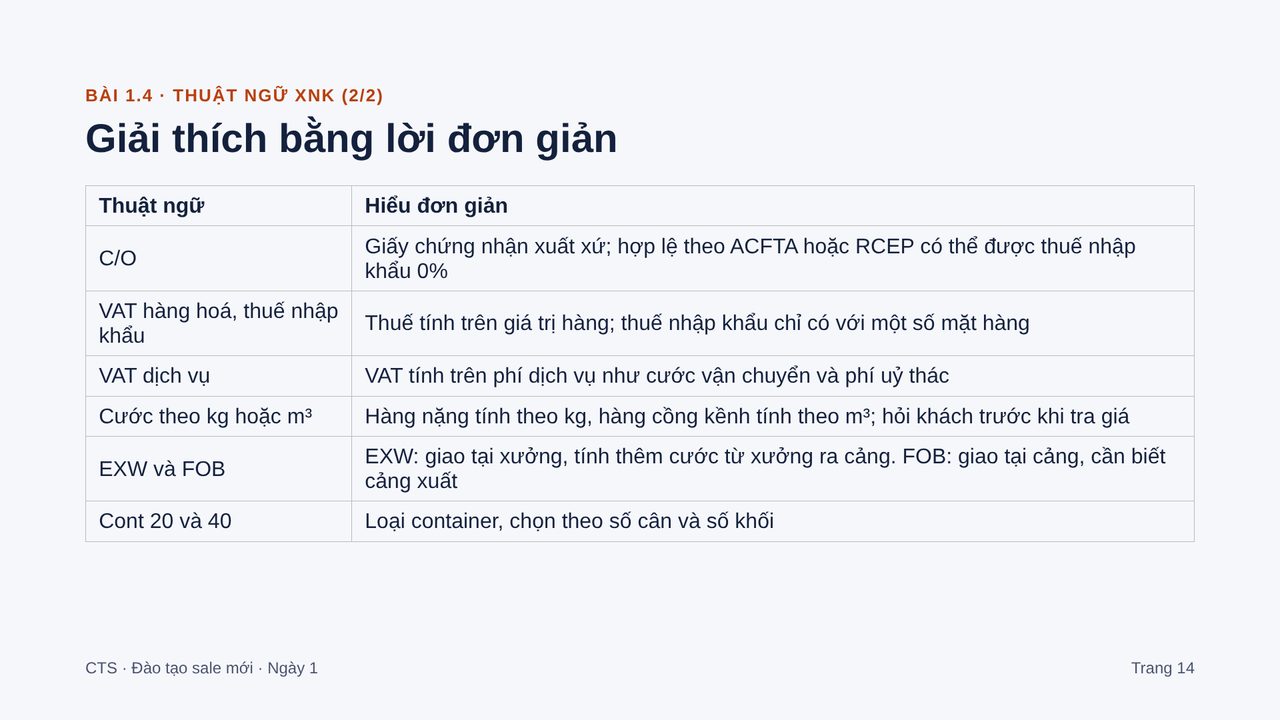 BÀI 1.4 · THUẬT NGỮ XNK (2/2)
Giải thích bằng lời đơn giản
Thuật ngữ
Hiểu đơn giản
C/O
Giấy chứng nhận xuất xứ; hợp lệ theo ACFTA hoặc RCEP có thể được thuế nhập
khẩu 0%
VAT hàng hoá, thuế nhập
khẩu
Thuế tính trên giá trị hàng; thuế nhập khẩu chỉ có với một số mặt hàng
VAT dịch vụ
VAT tính trên phí dịch vụ như cước vận chuyển và phí uỷ thác
Cước theo kg hoặc m³
Hàng nặng tính theo kg, hàng cồng kềnh tính theo m³; hỏi khách trước khi tra giá
EXW và FOB
EXW: giao tại xưởng, tính thêm cước từ xưởng ra cảng. FOB: giao tại cảng, cần biết
cảng xuất
Cont 20 và 40
Loại container, chọn theo số cân và số khối
CTS · Đào tạo sale mới · Ngày 1
Trang 14